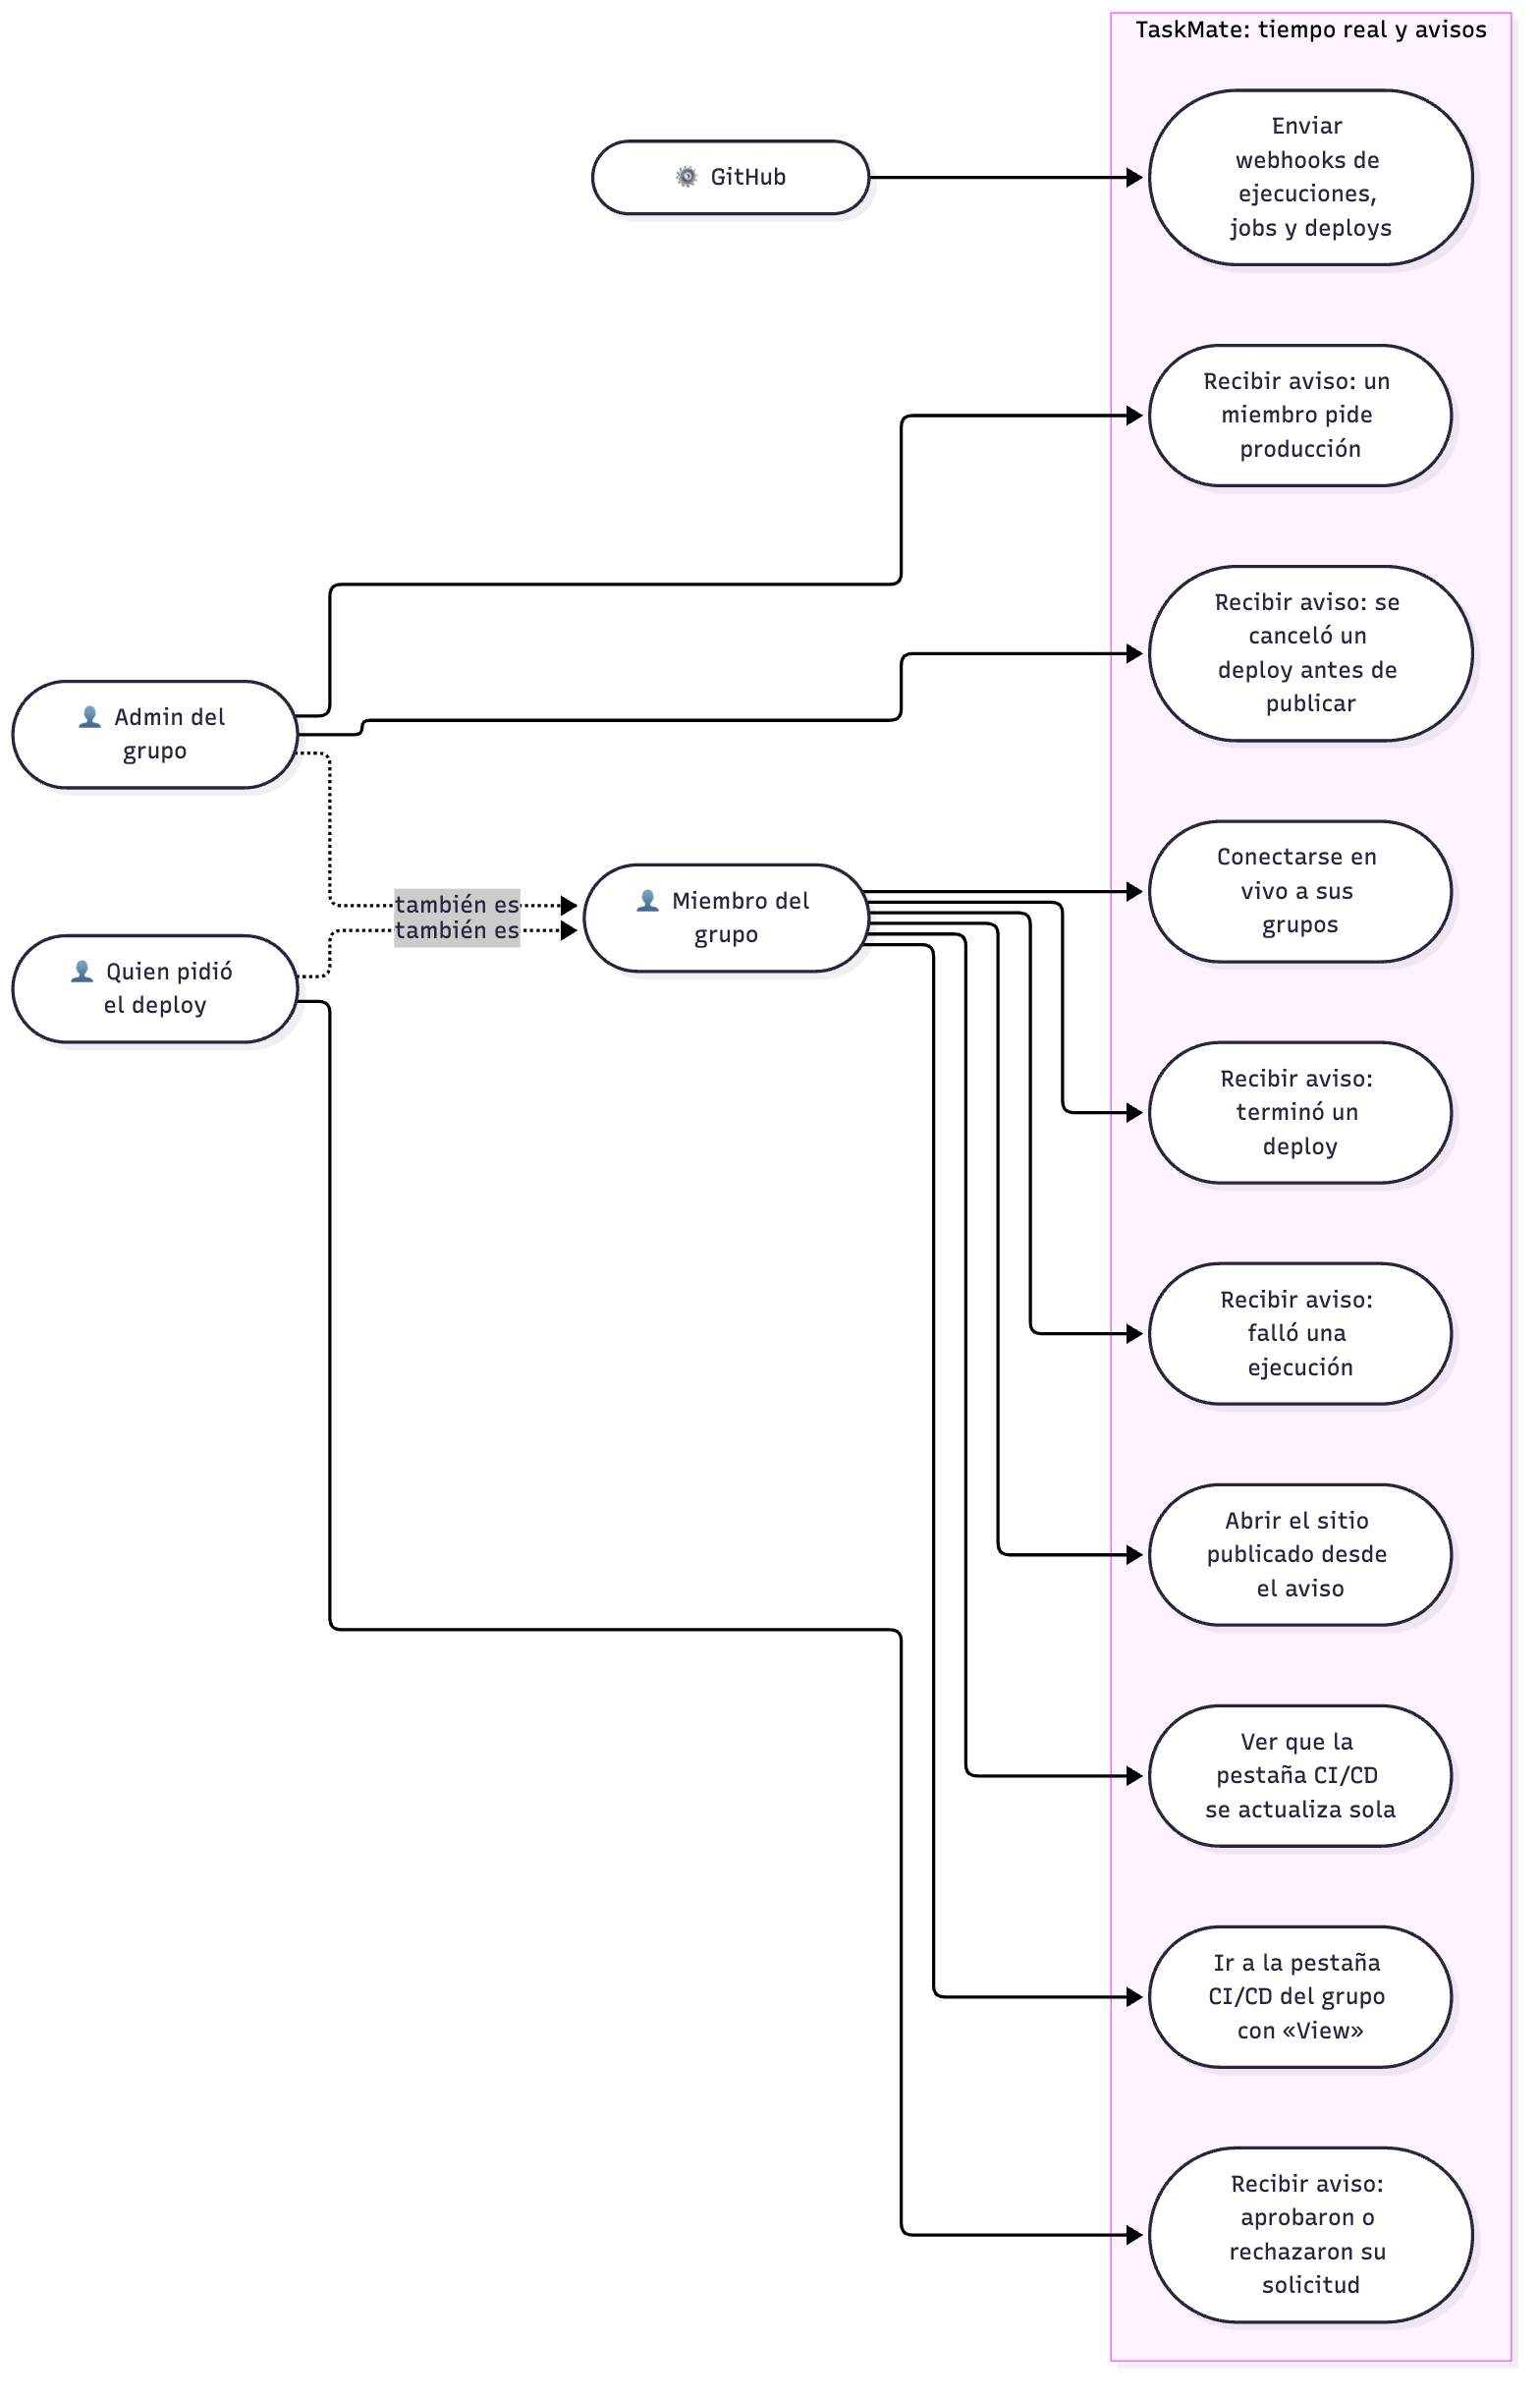 TaskMate: tiempo real y avisos
Enviar
webhooks de
ejecuciones,
jobs y deploys
GitHub
Recibir aviso: un
miembro pide
producción
Recibir aviso: se
canceló un
deploy antes de
publicar
Admin del
grupo
Conectarse en
vivo a sus
grupos
también es
también es
Miembro del
grupo
Quien pidió
el deploy
Recibir aviso:
terminó un
deploy
Recibir aviso:
falló una
ejecución
Abrir el sitio
publicado desde
el aviso
Ver que la
pestaña CI/CD
se actualiza sola
Ir a la pestaña
CI/CD del grupo
con «View»
Recibir aviso:
aprobaron o
rechazaron su
solicitud